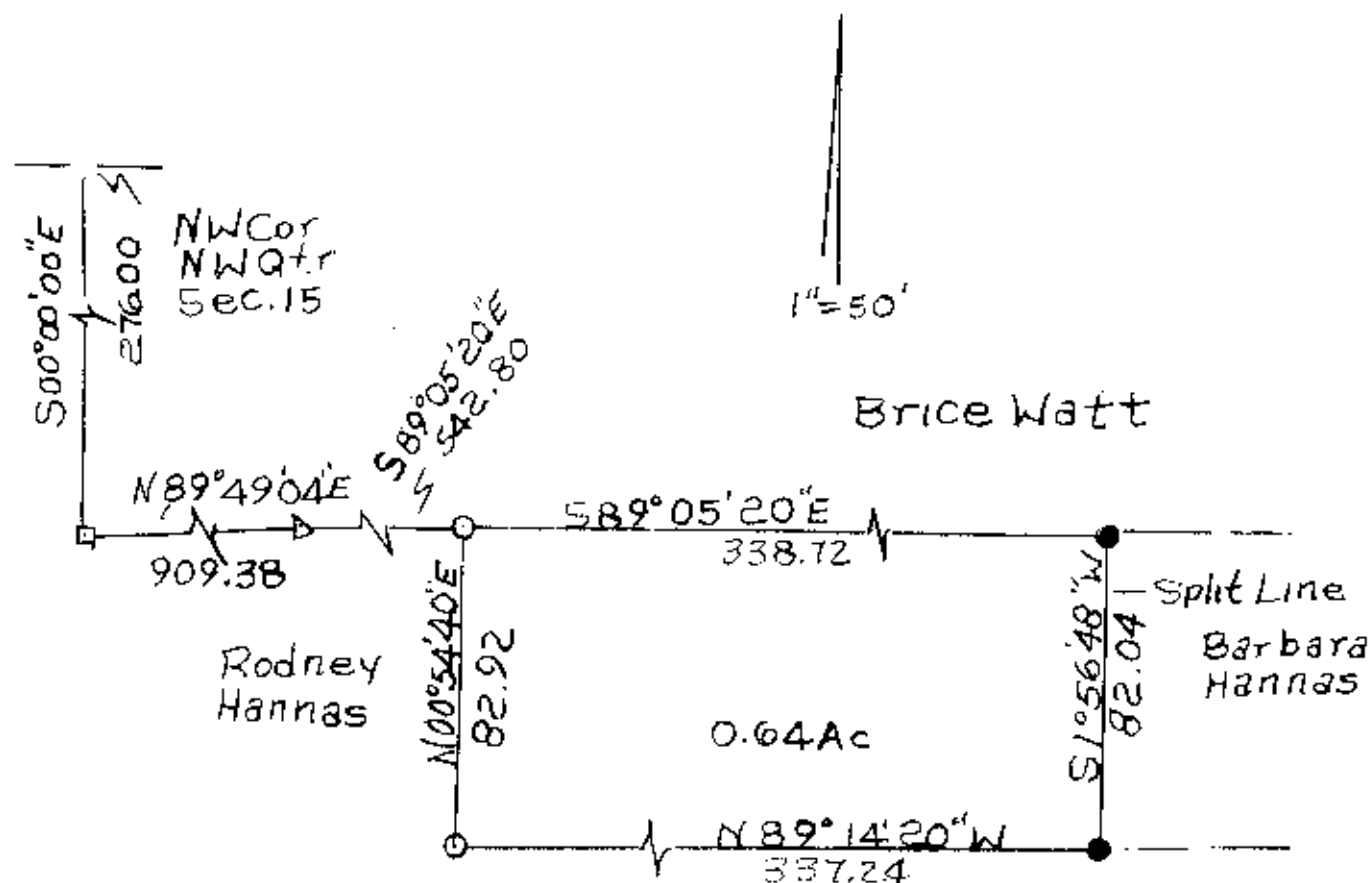 S00°00'00"E
276.00
NWCor
NWQtr
Sec.15
1"=50'
S89°05'20"E
542.80
Brice Watt
N89°49'04"E
909.38
S89°05'20"E
338.72
Split Line
S1°56'48"W
82.04
Barbara
Hannas
N00°54'40"E
82.92
Rodney
Hannas
0.64Ac
N89°14'20"W
337.24